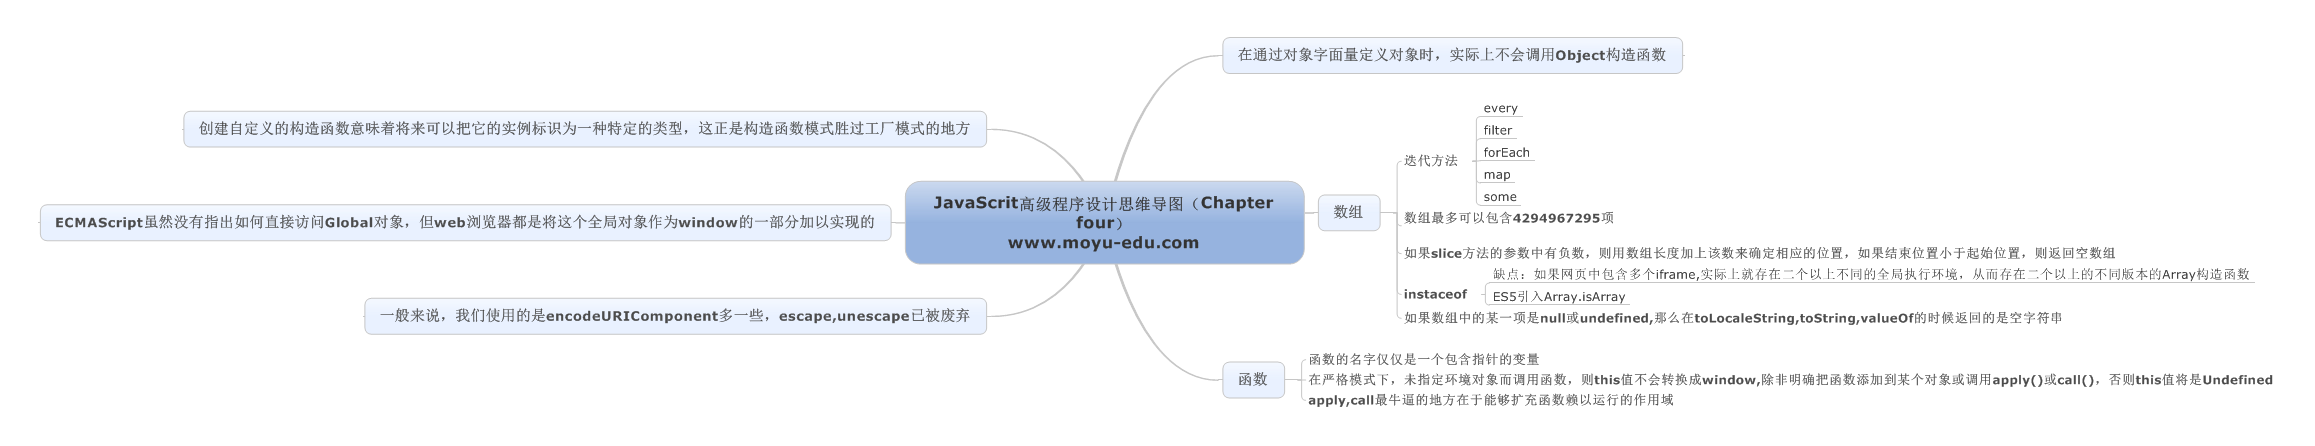 JavaScrit高级程序设计思维导图（Chapter
four）
www.moyu-edu.com
在通过对象字面量定义对象时，实际上不会调用Object构造函数
数组
迭代方法
every
filter
forEach
map
some
数组最多可以包含4294967295项
如果slice方法的参数中有负数，则用数组长度加上该数来确定相应的位置，如果结束位置小于起始位置，则返回空数组
instaceof
缺点：如果网页中包含多个iframe,实际上就存在二个以上不同的全局执行环境，从而存在二个以上的不同版本的Array构造函数
ES5引入Array.isArray
如果数组中的某一项是null或undefined,那么在toLocaleString,toString,valueOf的时候返回的是空字符串
函数
函数的名字仅仅是一个包含指针的变量
在严格模式下，未指定环境对象而调用函数，则this值不会转换成window,除非明确把函数添加到某个对象或调用apply()或call()，否则this值将是Undefined
apply,call最牛逼的地方在于能够扩充函数赖以运行的作用域
创建自定义的构造函数意味着将来可以把它的实例标识为一种特定的类型，这正是构造函数模式胜过工厂模式的地方
ECMAScript虽然没有指出如何直接访问Global对象，但web浏览器都是将这个全局对象作为window的一部分加以实现的
一般来说，我们使用的是encodeURIComponent多一些，escape,unescape已被废弃